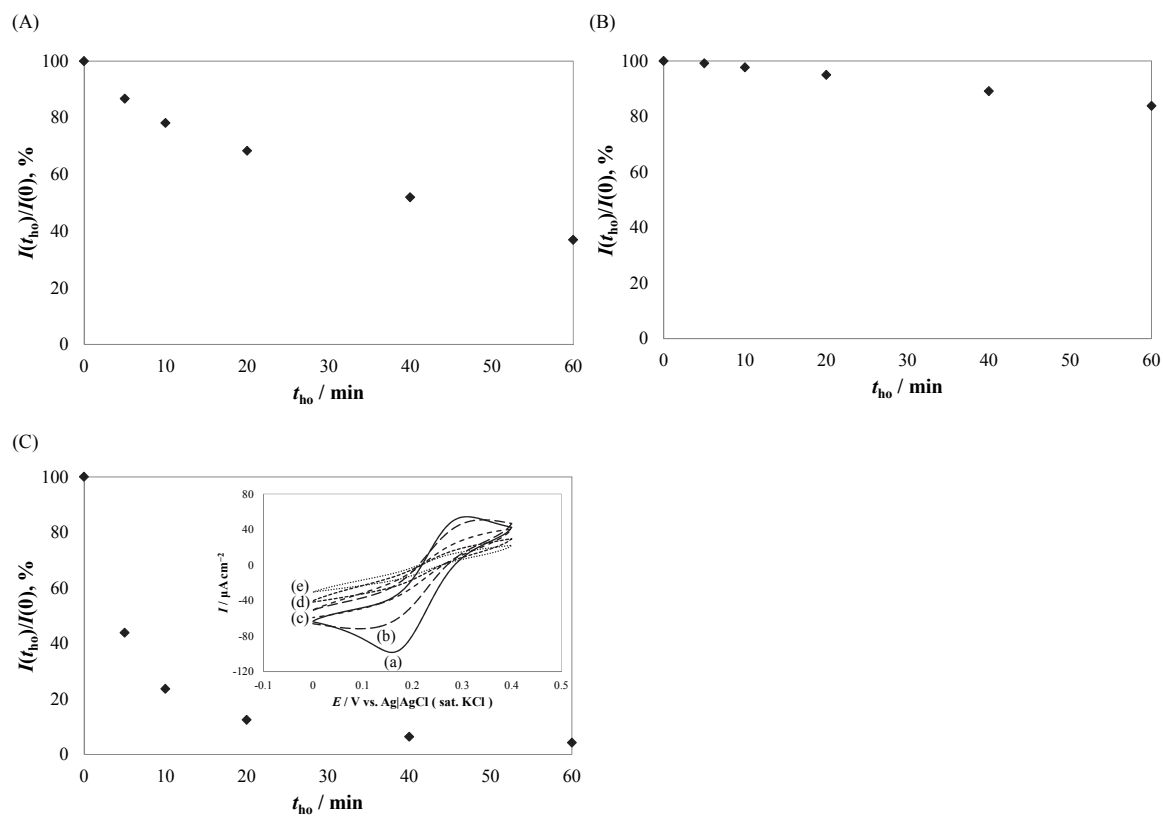 (A)
100
80
60
40
20
0
I(tho)/I(0), %
0 10 20 30 40 50 60
tho / min
(B)
100
80
60
40
20
0
I(tho)/I(0), %
0 10 20 30 40 50 60
tho / min
(C)
100
80
60
40
20
0
I(tho)/I(0), %
0 10 20 30 40 50 60
tho / min
80
40
0
-40
-80
-120
I / µA cm−2
(e)
(d)
(c)
(b)
(a)
-0.1 0 0.1 0.2 0.3 0.4 0.5
E / V vs. Ag|AgCl ( sat. KCl )